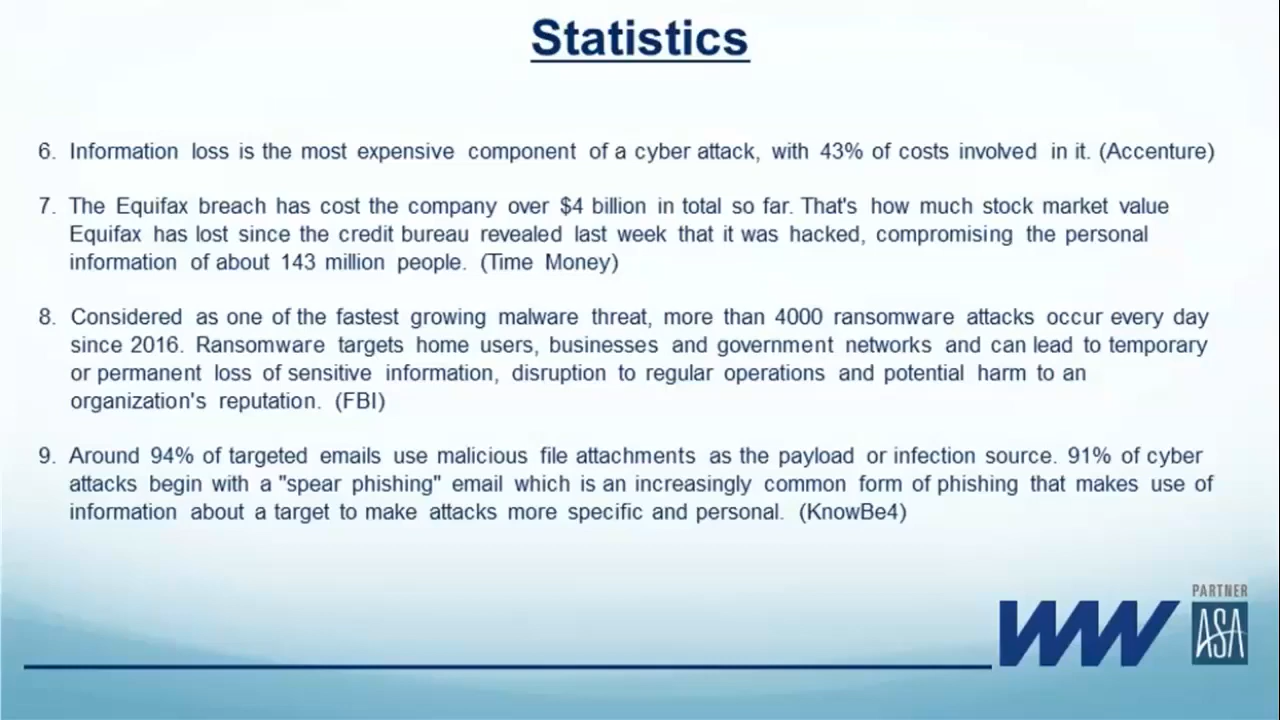 Statistics
6. Information loss is the most expensive component of a cyber attack, with 43% of costs involved in it. (Accenture)
7. The Equifax breach has cost the company over $4 billion in total so far. That's how much stock market value
Equifax has lost since the credit bureau revealed last week that it was hacked, compromising the personal
information of about 143 million people. (Time Money)
8. Considered as one of the fastest growing malware threat, more than 4000 ransomware attacks occur every day
since 2016. Ransomware targets home users, businesses and government networks and can lead to temporary
or permanent loss of sensitive information, disruption to regular operations and potential harm to an
organization's reputation. (FBI)
9. Around 94% of targeted emails use malicious file attachments as the payload or infection source. 91% of cyber
attacks begin with a "spear phishing" email which is an increasingly common form of phishing that makes use of
information about a target to make attacks more specific and personal. (KnowBe4)
PARTNER
WW
ASA